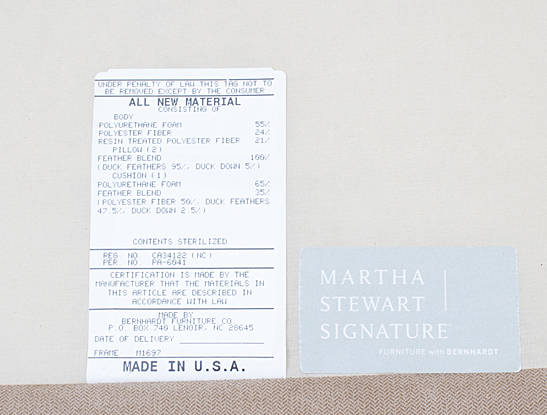 UNDER PENALTY OF LAW THIS TAG NOT TO
BE REMOVED EXCEPT BY THE CONSUMER
ALL NEW MATERIAL
CONSISTING OF
BODY
POLYURETHANE FOAM 55%
POLYESTER FIBER 24%
RESIN TREATED POLYESTER FIBER 21%
PILLOW (2)
FEATHER BLEND 100%
(DUCK FEATHERS 95%, DUCK DOWN 5%)
CUSHION (1)
POLYURETHANE FOAM 65%
FEATHER BLEND 35%
(POLYESTER FIBER 50%, DUCK FEATHERS
47.5%, DUCK DOWN 2.5%)
CONTENTS STERILIZED
REG NO. CA34122 (NC)
PER. NO. PA-6041
CERTIFICATION IS MADE BY THE
MANUFACTURER THAT THE MATERIALS IN
THIS ARTICLE ARE DESCRIBED IN
ACCORDANCE WITH LAW
MADE BY
BERNHARDT FURNITURE CO
P.O. BOX 740 LENOIR, NC 28645
DATE OF DELIVERY
FRAME M1697
MADE IN U.S.A.
MARTHA
STEWART
SIGNATURE
FURNITURE with BERNHARDT